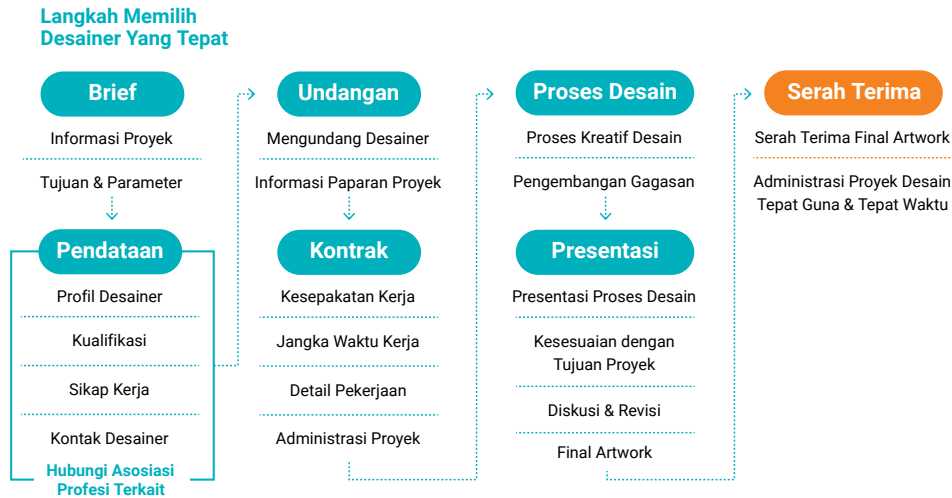 Langkah Memilih
Desainer Yang Tepat
Brief
Informasi Proyek
Tujuan & Parameter
Pendataan
Profil Desainer
Kualifikasi
Sikap Kerja
Kontak Desainer
Hubungi Asosiasi
Profesi Terkait
Undangan
Mengundang Desainer
Informasi Paparan Proyek
Kontrak
Kesepakatan Kerja
Jangka Waktu Kerja
Detail Pekerjaan
Administrasi Proyek
Proses Desain
Proses Kreatif Desain
Pengembangan Gagasan
Presentasi
Presentasi Proses Desain
Kesesuaian dengan
Tujuan Proyek
Diskusi & Revisi
Final Artwork
Serah Terima
Serah Terima Final Artwork
Administrasi Proyek Desain
Tepat Guna & Tepat Waktu